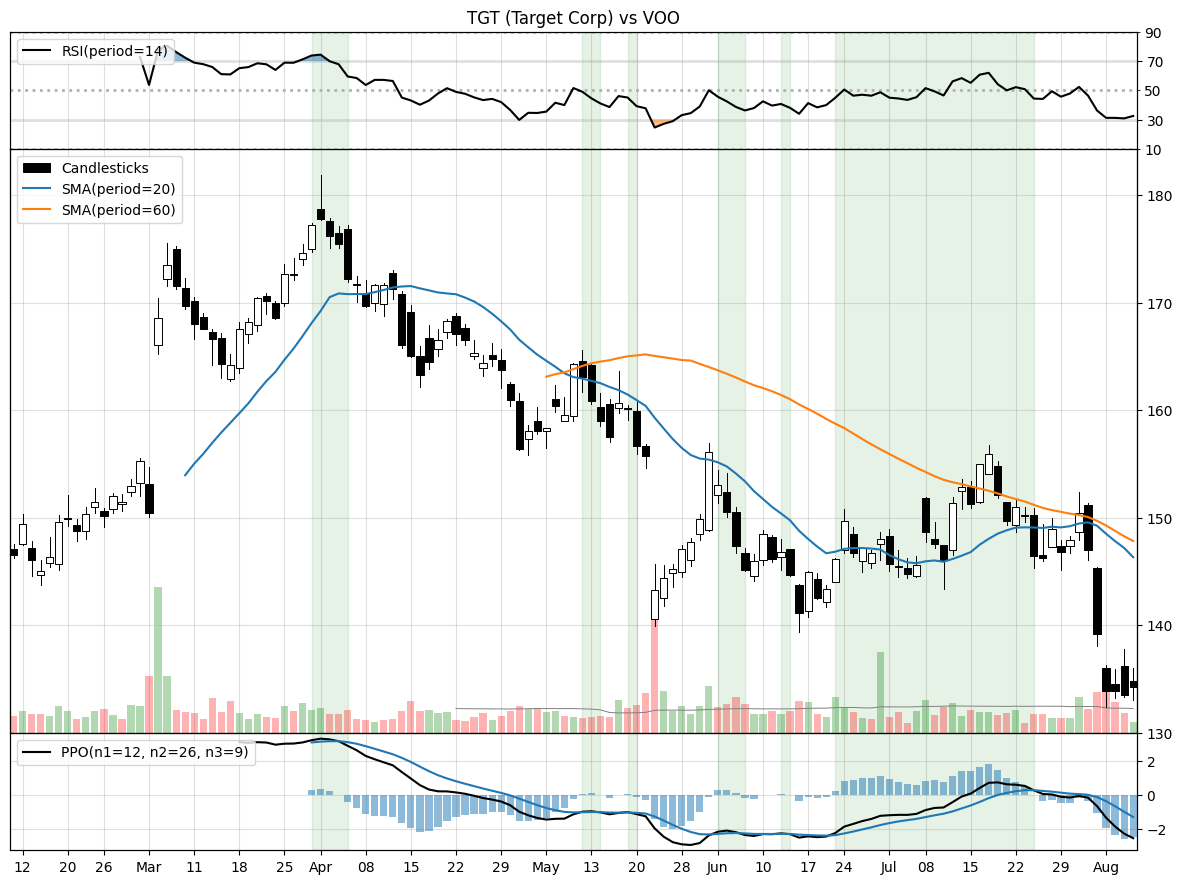 TGT (Target Corp) vs VOO
RSI(period=14)
90
70
50
30
10
Candlesticks
SMA(period=20)
SMA(period=60)
180
170
160
150
140
130
PPO(n1=12, n2=26, n3=9)
2
0
−2
12 20 26 Mar 11 18 25 Apr 08 15 22 29 May 13 20 28 Jun 10 17 24 Jul 08 15 22 29 Aug